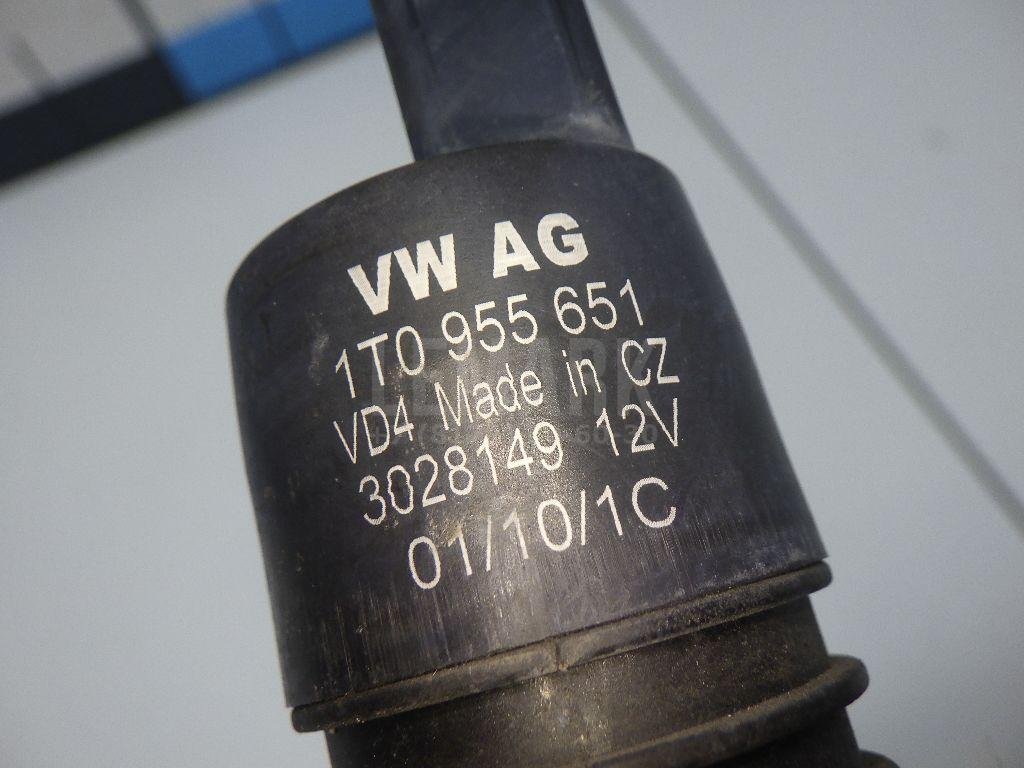 VW AG
1T0 955 651
VD4 Made in CZ
3028149 12V
01/10/1C